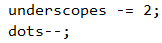 underscopes -= 2;
dots--;